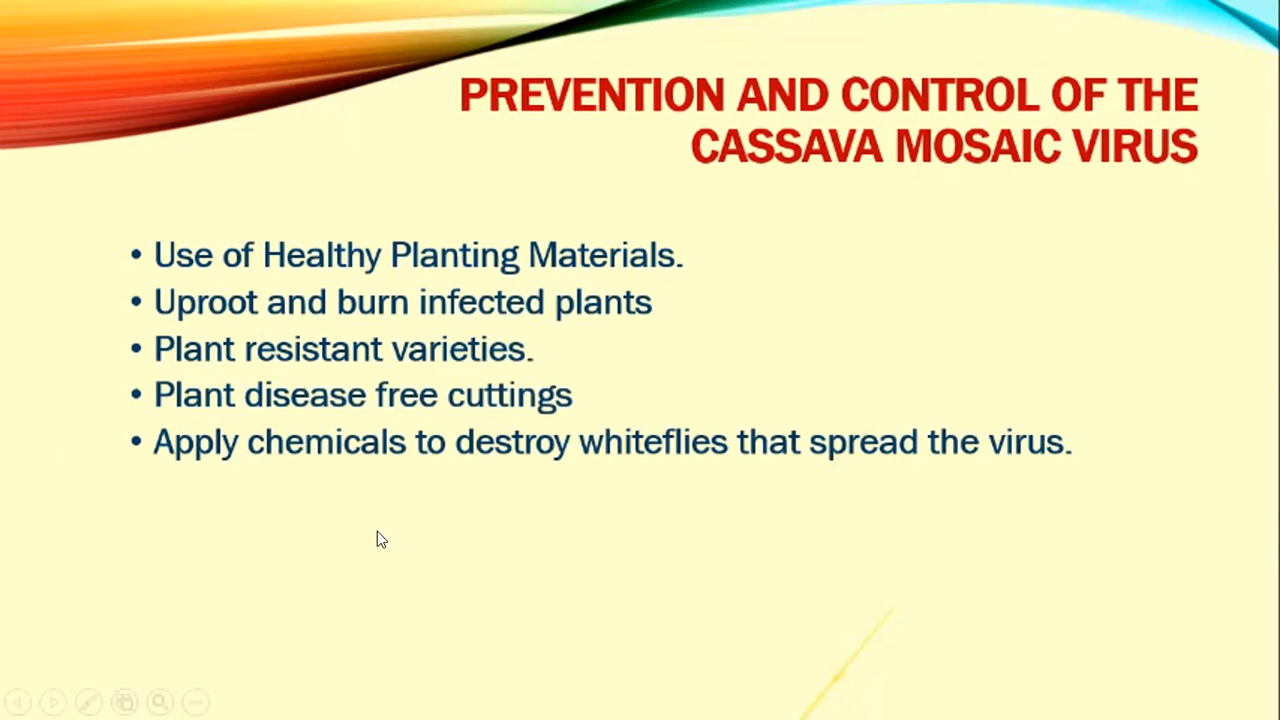 PREVENTION AND CONTROL OF THE
CASSAVA MOSAIC VIRUS
• Use of Healthy Planting Materials.
• Uproot and burn infected plants
• Plant resistant varieties.
• Plant disease free cuttings
• Apply chemicals to destroy whiteflies that spread the virus.